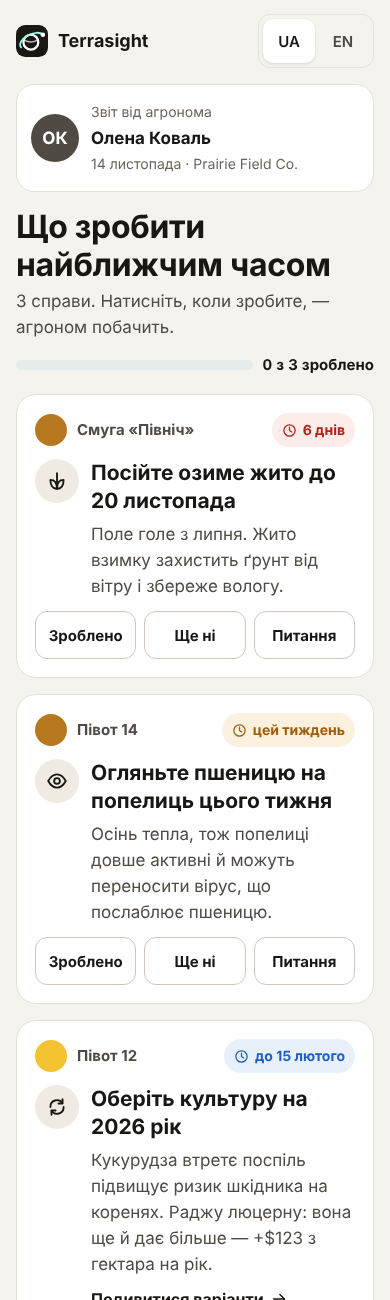 Terrasight
UA
EN
ОК
Звіт від агронома
Олена Коваль
14 листопада · Prairie Field Co.
Що зробити
найближчим часом
3 справи. Натисніть, коли зробите, —
агроном побачить.
0 з 3 зроблено
Смуга «Північ»
6 днів
Посійте озиме жито до
20 листопада
Поле голе з липня. Жито
взимку захистить ґрунт від
вітру і збереже вологу.
Зроблено
Ще ні
Питання
Півот 14
цей тиждень
Огляньте пшеницю на
попелиць цього тижня
Осінь тепла, тож попелиці
довше активні й можуть
переносити вірус, що
послаблює пшеницю.
Зроблено
Ще ні
Питання
Півот 12
до 15 лютого
Оберіть культуру на
2026 рік
Кукурудза втретє поспіль
підвищує ризик шкідника на
коренях. Раджу люцерну: вона
ще й дає більше — +$123 з
гектара на рік.
Подивитися варіанти →